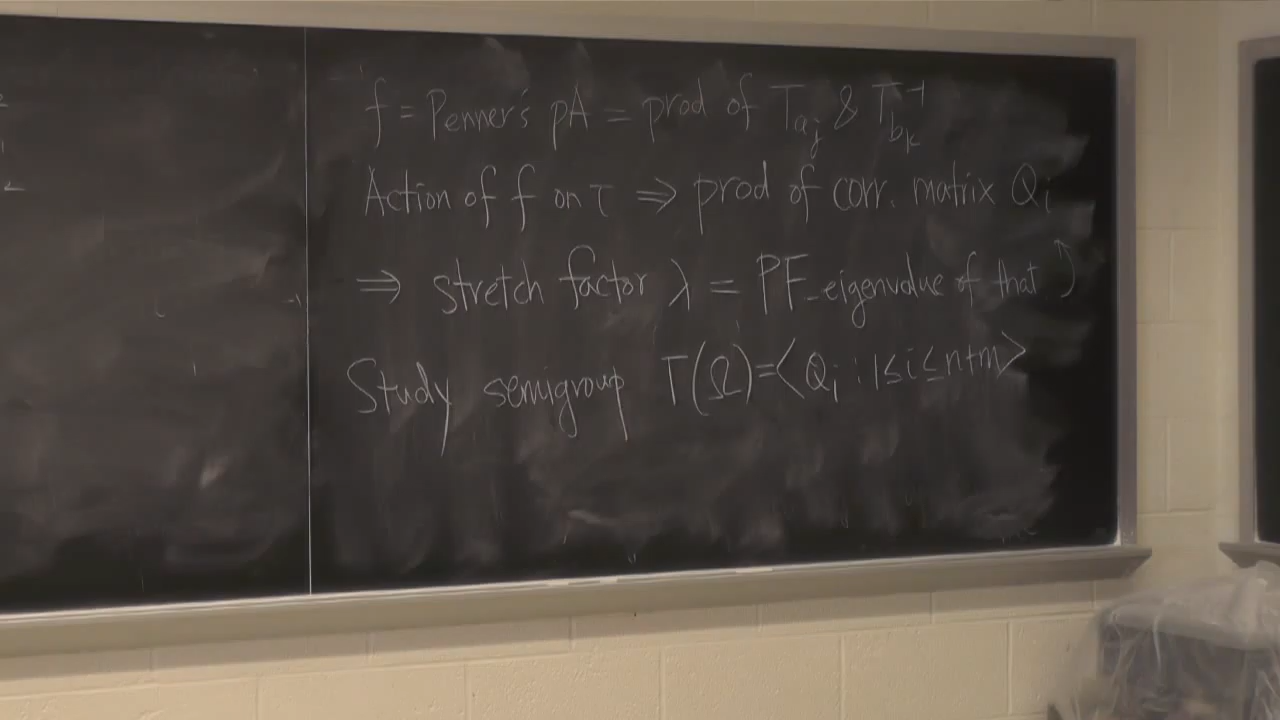 f = Penner's pA = prod of T_{a_j} & T_{b_k}^{-1}
Action of f on τ ⇒ prod of corr. matrix Q_i
⇒ stretch factor λ = PF-eigenvalue of that
Study semigroup Γ(Ω)=⟨Q_i : 1≤i≤n+m⟩